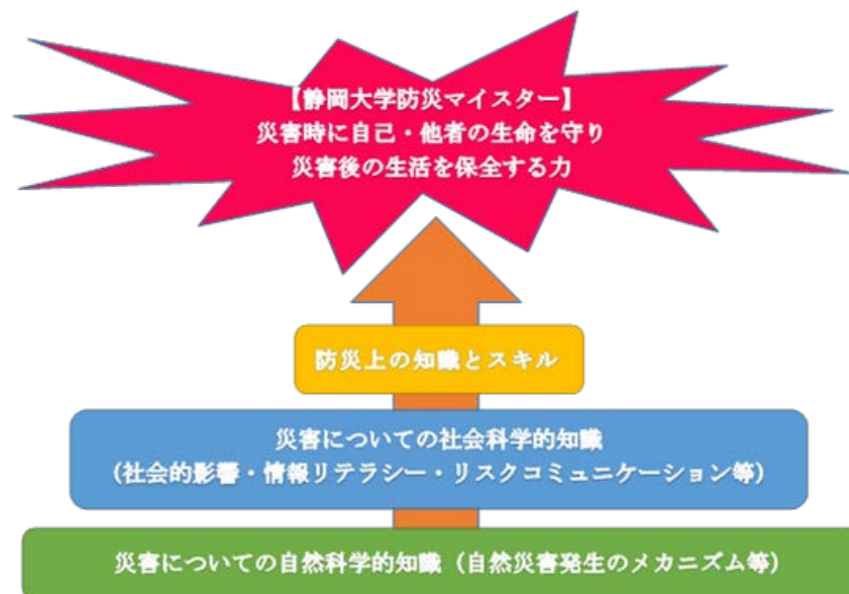 【静岡大学防災マイスター】
災害時に自己・他者の生命を守り
災害後の生活を保全する力
防災上の知識とスキル
災害についての社会科学的知識
（社会的影響・情報リテラシー・リスクコミュニケーション等）
災害についての自然科学的知識（自然災害発生のメカニズム等）